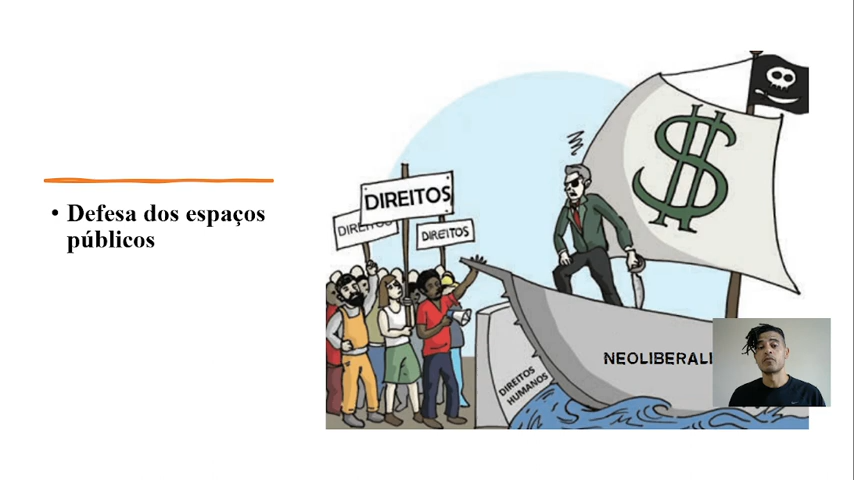 • Defesa dos espaços
públicos
DIREITOS
DIREITOS
DIREITOS
$
DIREITOS
HUMANOS
NEOLIBERALI